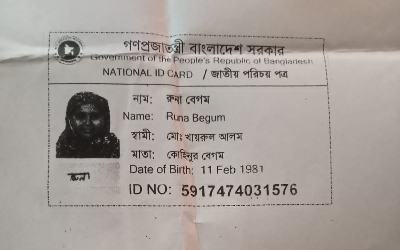 গণপ্রজাতন্ত্রী বাংলাদেশ সরকার
Government of the People's Republic of Bangladesh
NATIONAL ID CARD / জাতীয় পরিচয় পত্র
নাম: রুনা বেগম
Name: Runa Begum
স্বামী: মোঃ খায়রুল আলম
মাতা: কোহিনুর বেগম
Date of Birth: 11 Feb 1981
ID NO: 5917474031576